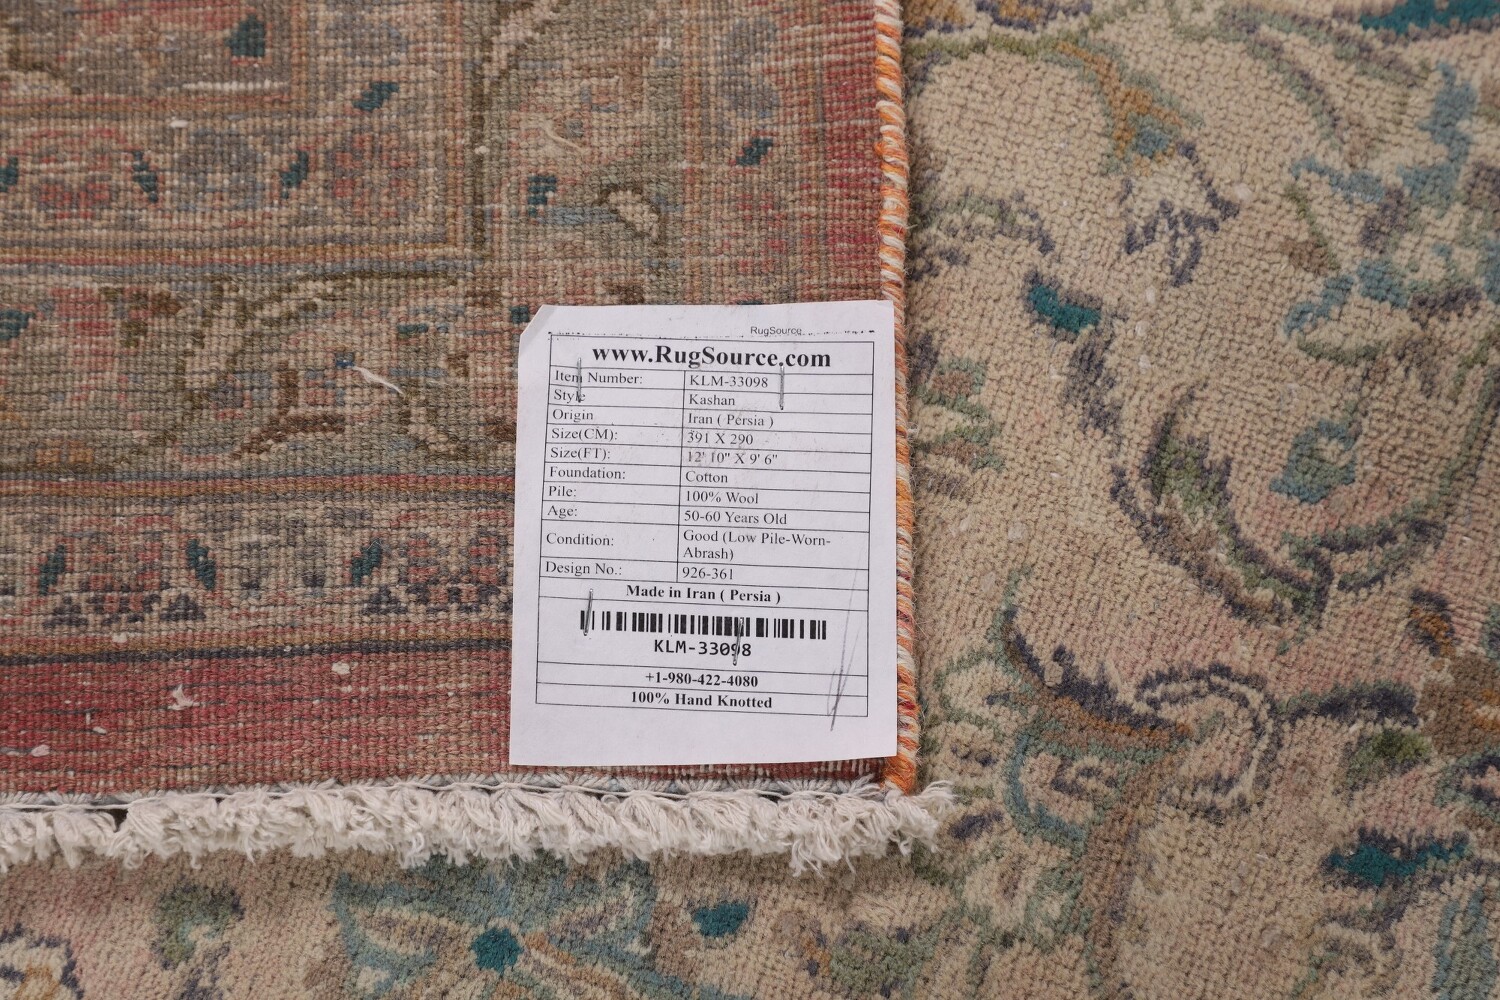 RugSource
www.RugSource.com
Item Number: KLM-33098
Style Kashan
Origin Iran ( Persia )
Size(CM): 391 X 290
Size(FT): 12' 10" X 9' 6"
Foundation: Cotton
Pile: 100% Wool
Age: 50-60 Years Old
Condition: Good (Low Pile-Worn-
Abrash)
Design No.: 926-361
Made in Iran ( Persia )
KLM-33098
+1-980-422-4080
100% Hand Knotted